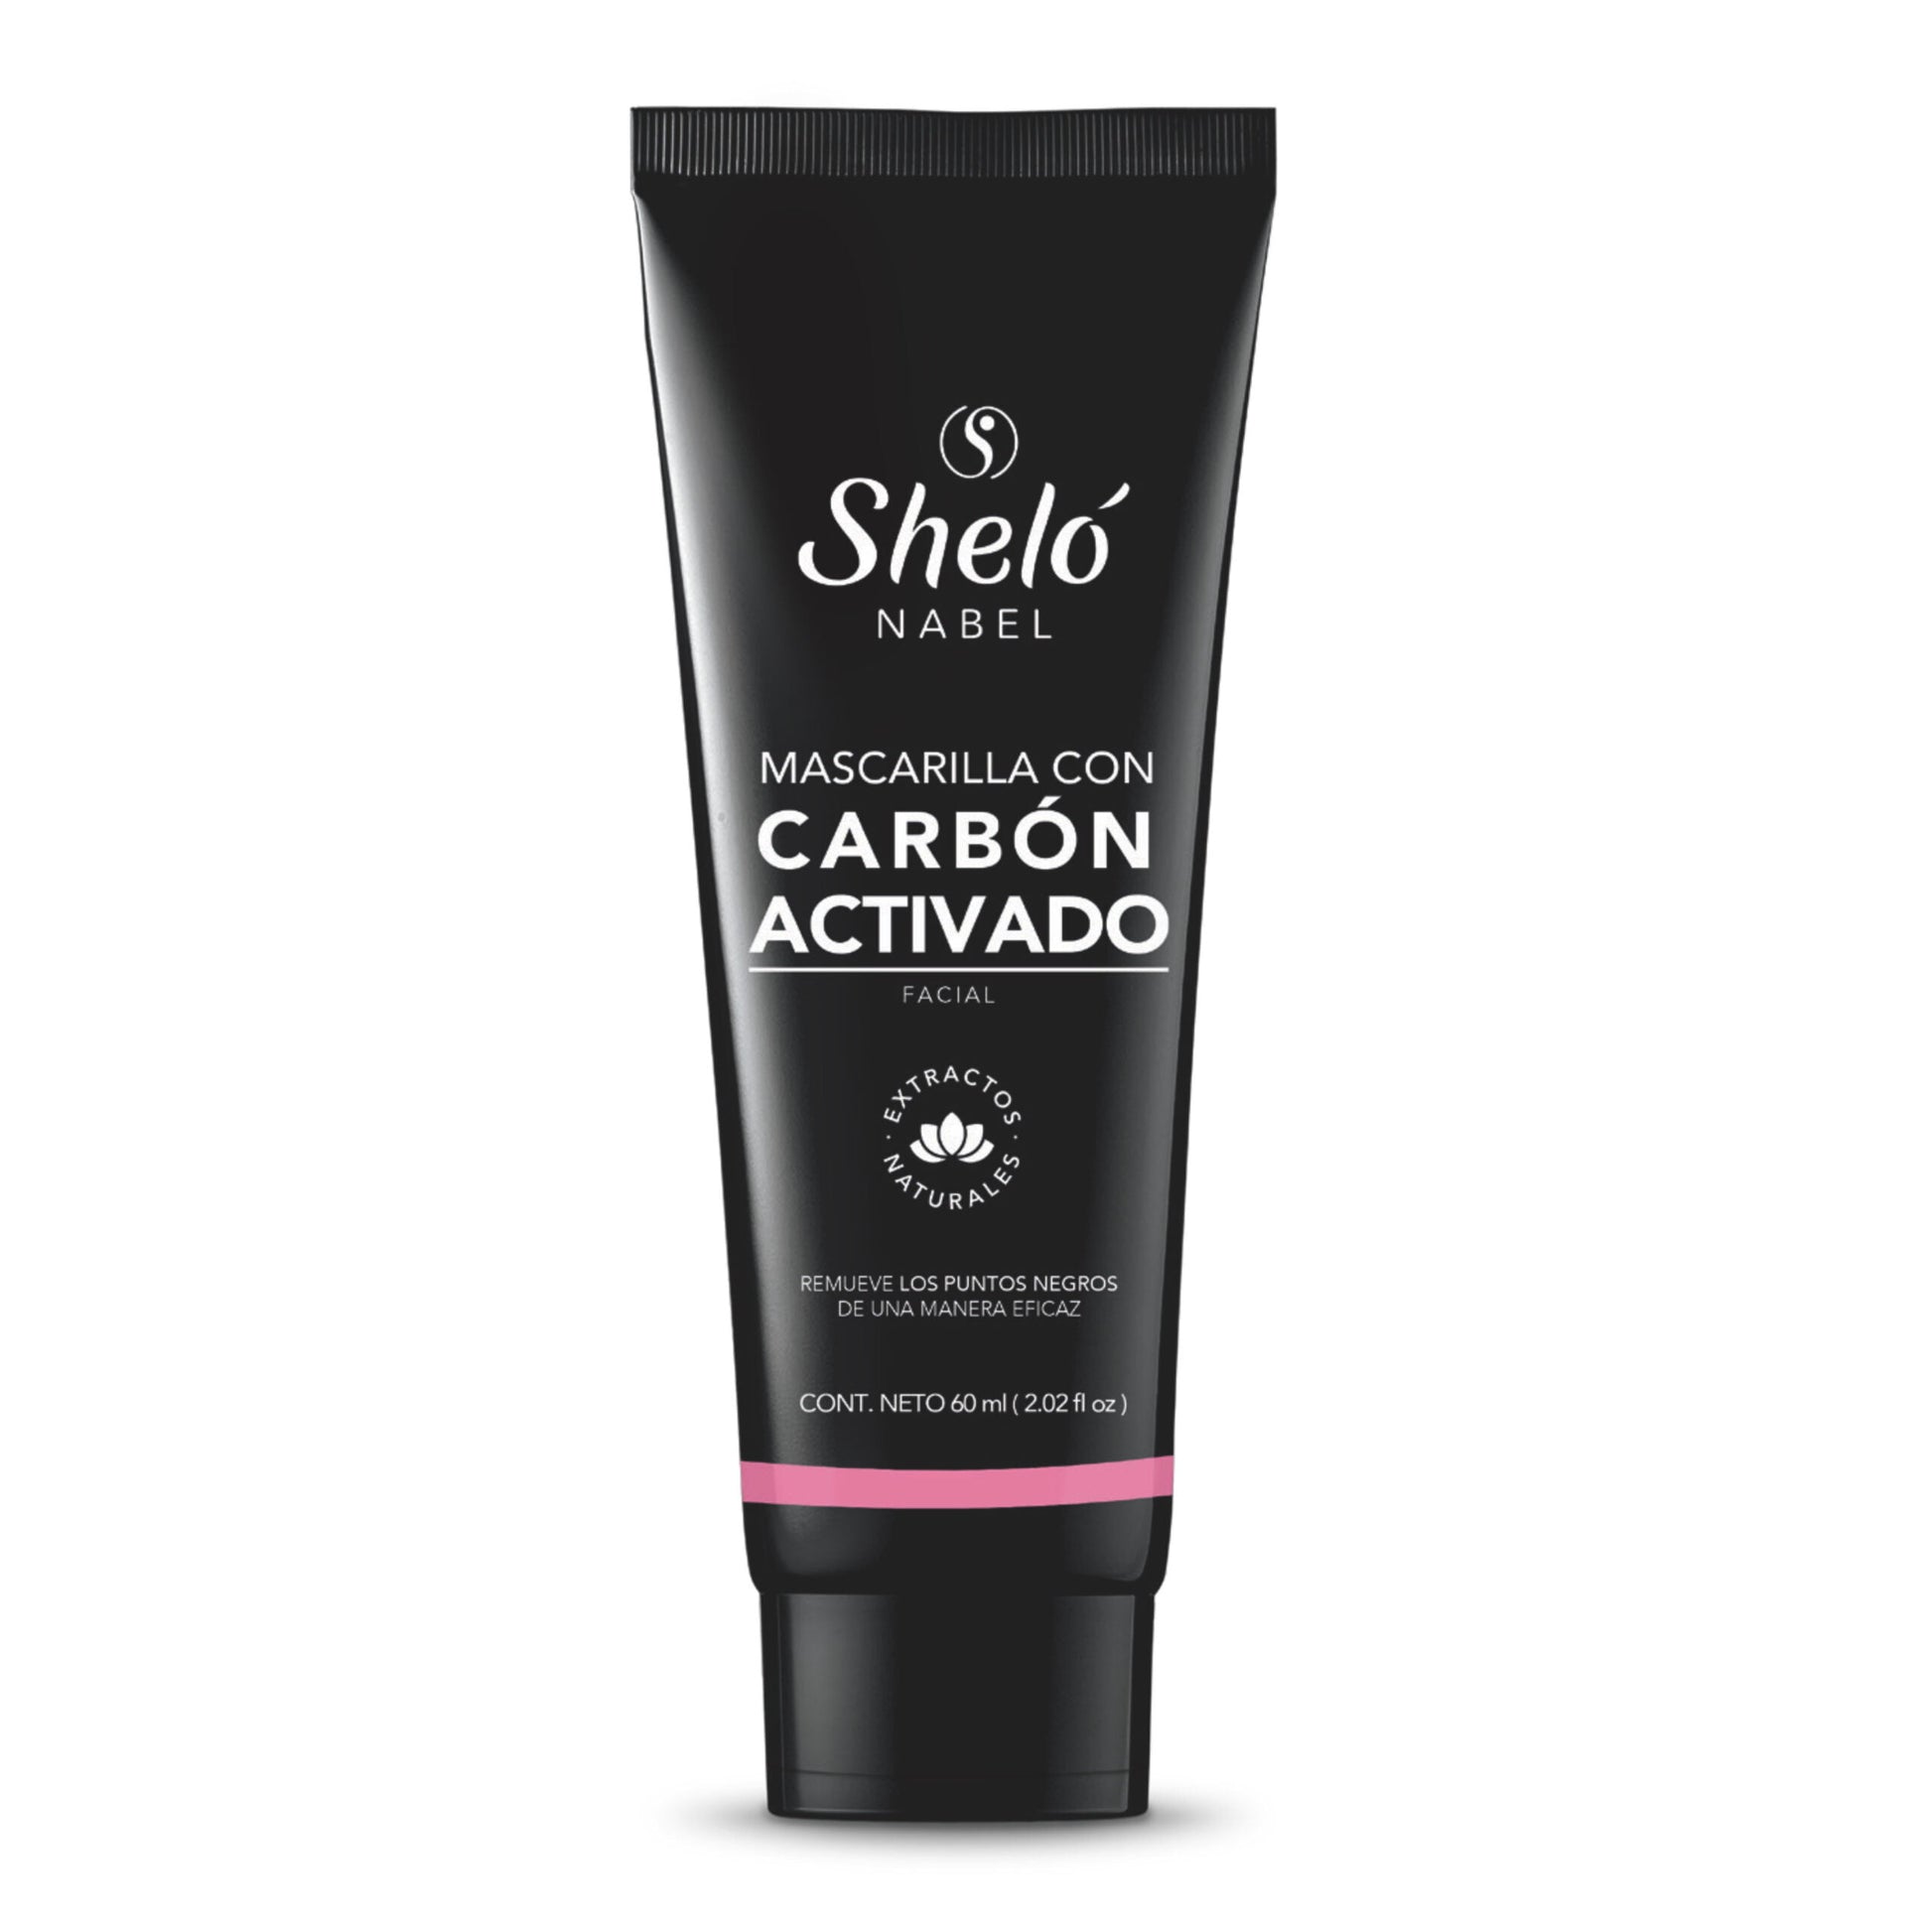 Sheló
NABEL
MASCARILLA CON
CARBÓN
ACTIVADO
FACIAL
EXTRACTOS
NATURALES
REMUEVE LOS PUNTOS NEGROS
DE UNA MANERA EFICAZ
CONT. NETO 60 ml ( 2.02 fl oz )